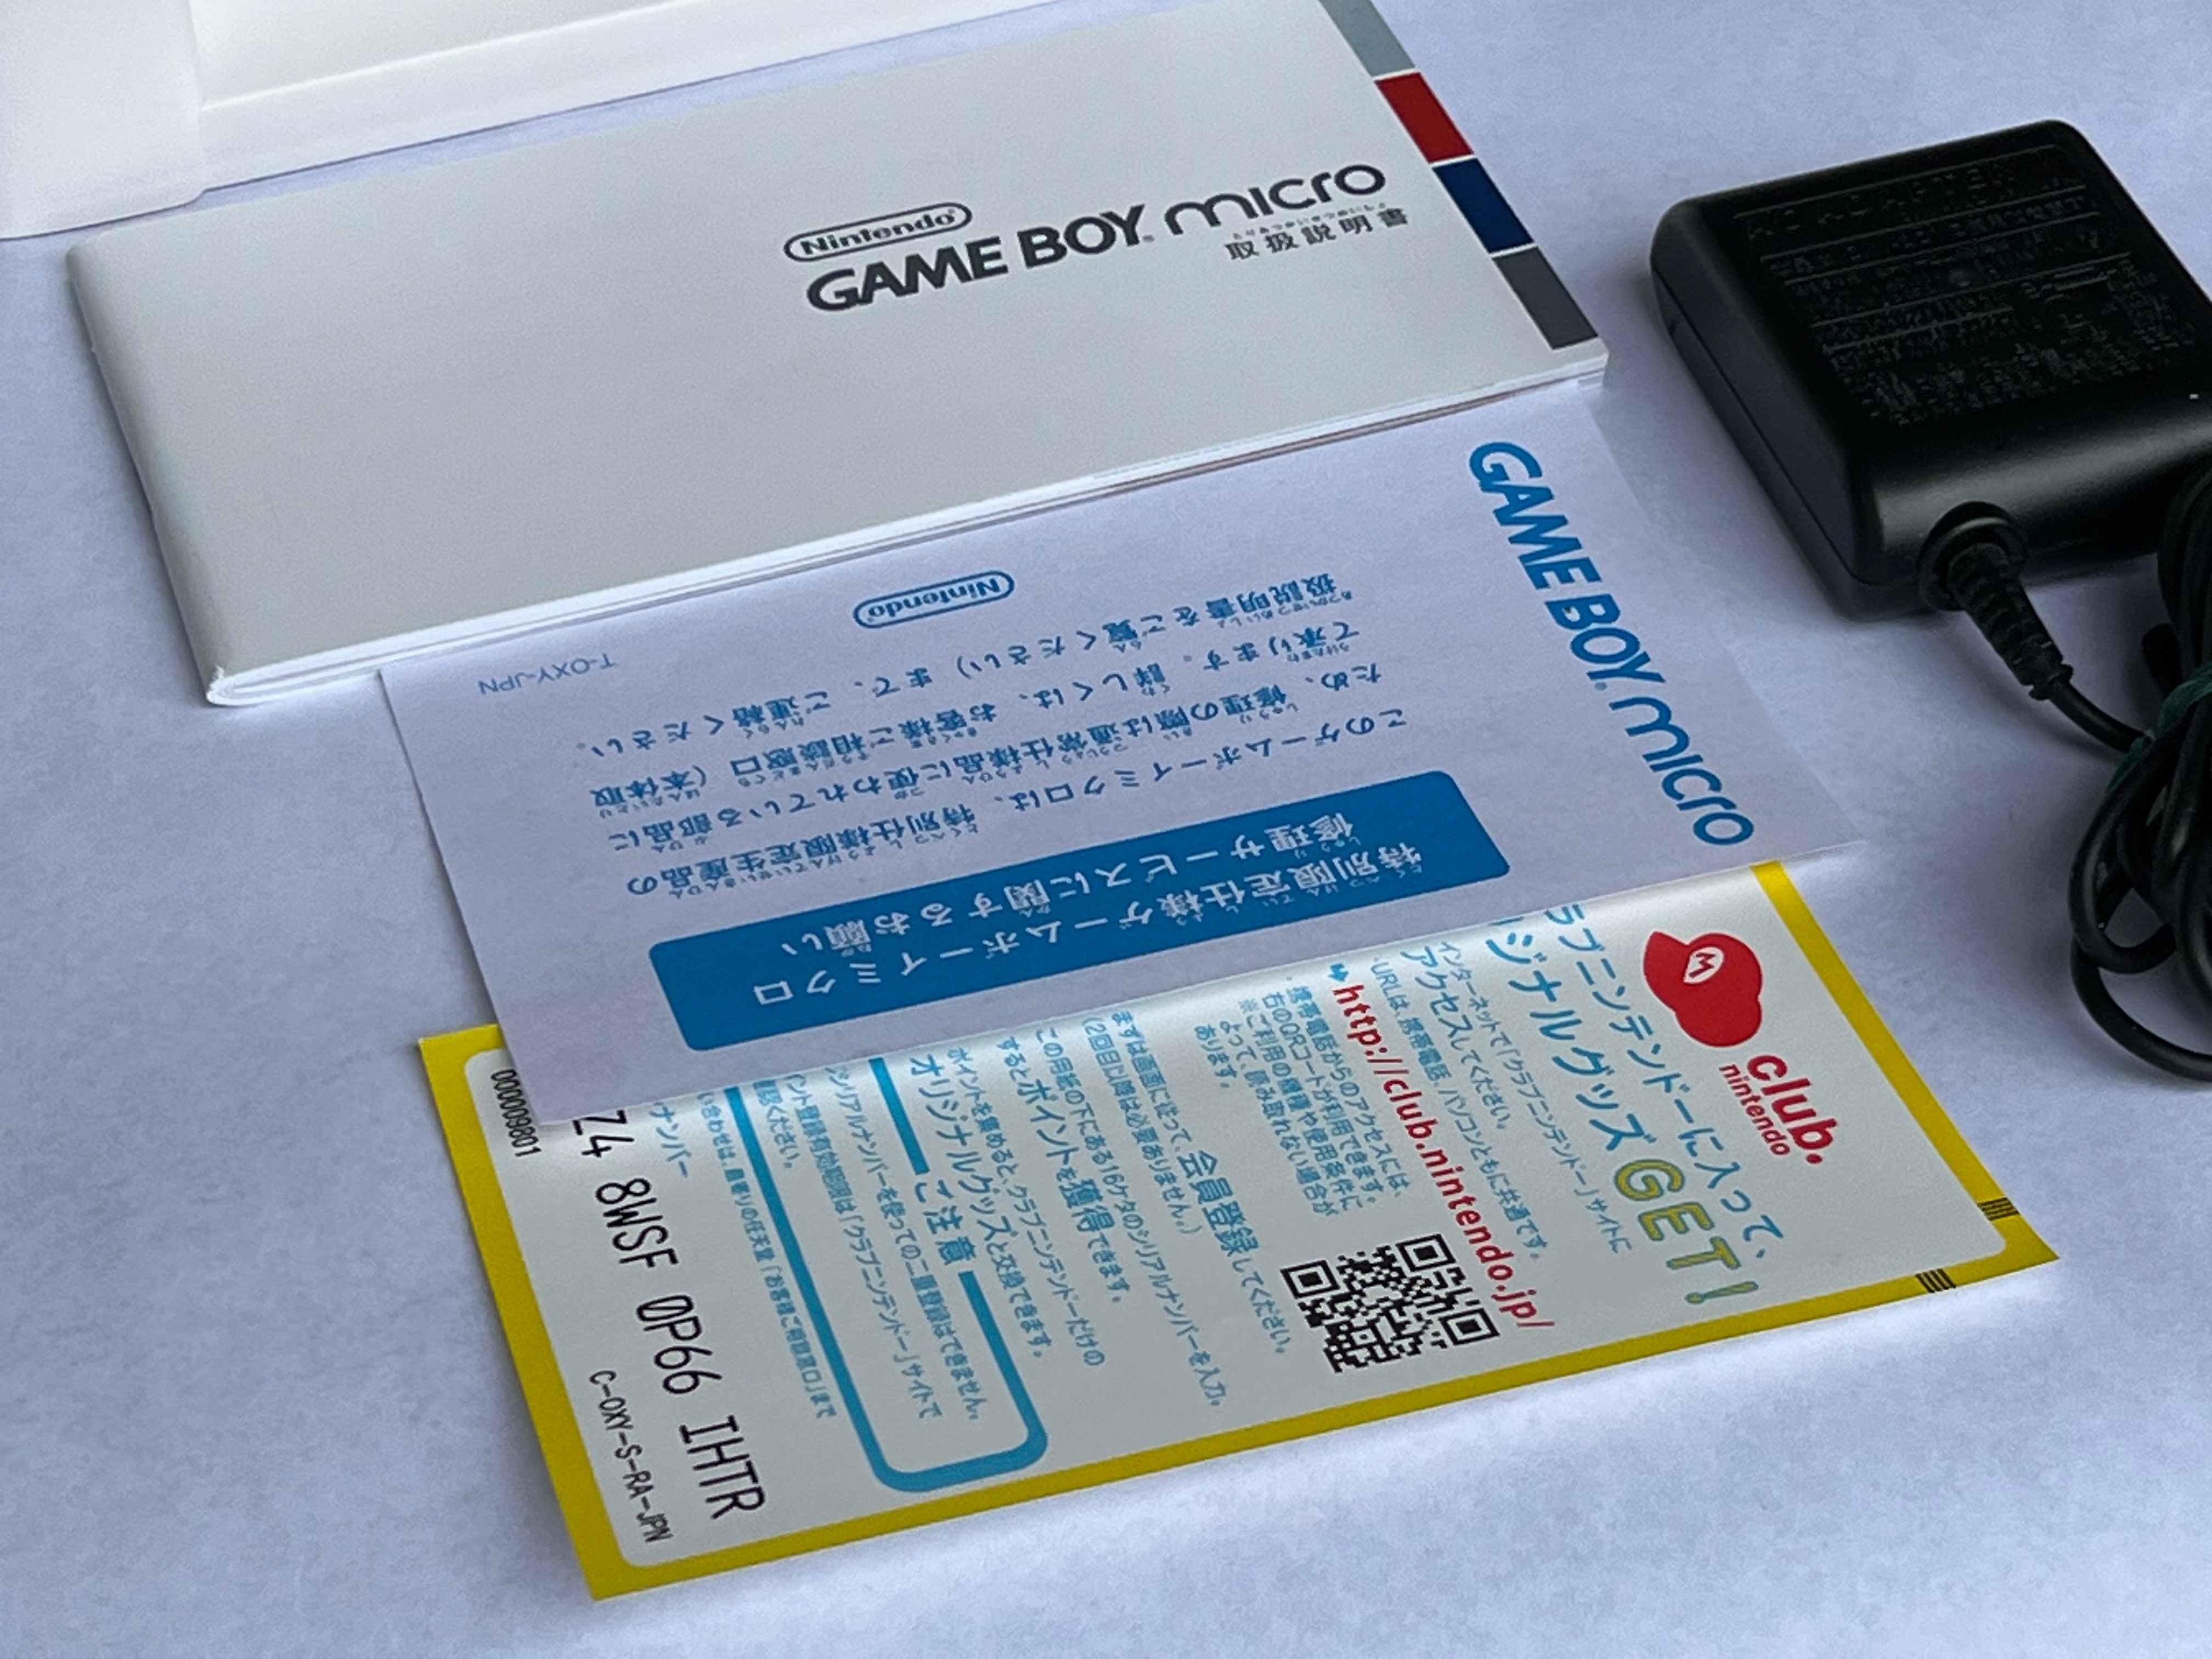 Nintendo®
GAME BOY® micro
とりあつかいせつめいしょ
取扱説明書
GAME BOY® micro
特別限定仕様ゲームボーイミクロ
修理サービスに関するお願い
このゲームボーイミクロは、特別仕様限定生産品の
ため、修理の際は通常仕様品に使われている部品に
て承ります。詳しくは、お客様ご相談窓口（本体取
扱説明書をご覧ください）まで、ご連絡ください。
Nintendo
T-OXY-JPN
club.
nintendo
ラブニンテンドーに入って、
ジナルグッズGET!
インターネットで「クラブニンテンドー」サイトに
アクセスしてください。
・URLは、携帯電話、パソコンともに共通です。
http://club.nintendo.jp/
・携帯電話からのアクセスには、
右のQRコードが利用できます。
※ご利用の機種や使用条件に
よって、読み取れない場合が
あります。
まずは画面に従って、会員登録してください。
(2回目以降は必要ありません。)
この用紙の下にある16ケタのシリアルナンバーを入力。
するとポイントを獲得できます。
ポイントを集めると、クラブニンテンドーだけの
オリジナルグッズと交換できます。
ご注意
シリアルナンバーを使っての二重登録はできません。
ント登録有効期限は「クラブニンテンドー」サイトで
認ください。
い合わせは、最寄りの任天堂「お客様ご相談窓口」まで
ナンバー
Z4 8WSF 0P66 IHTR
000009801
C-OXY-S-RA-JPN